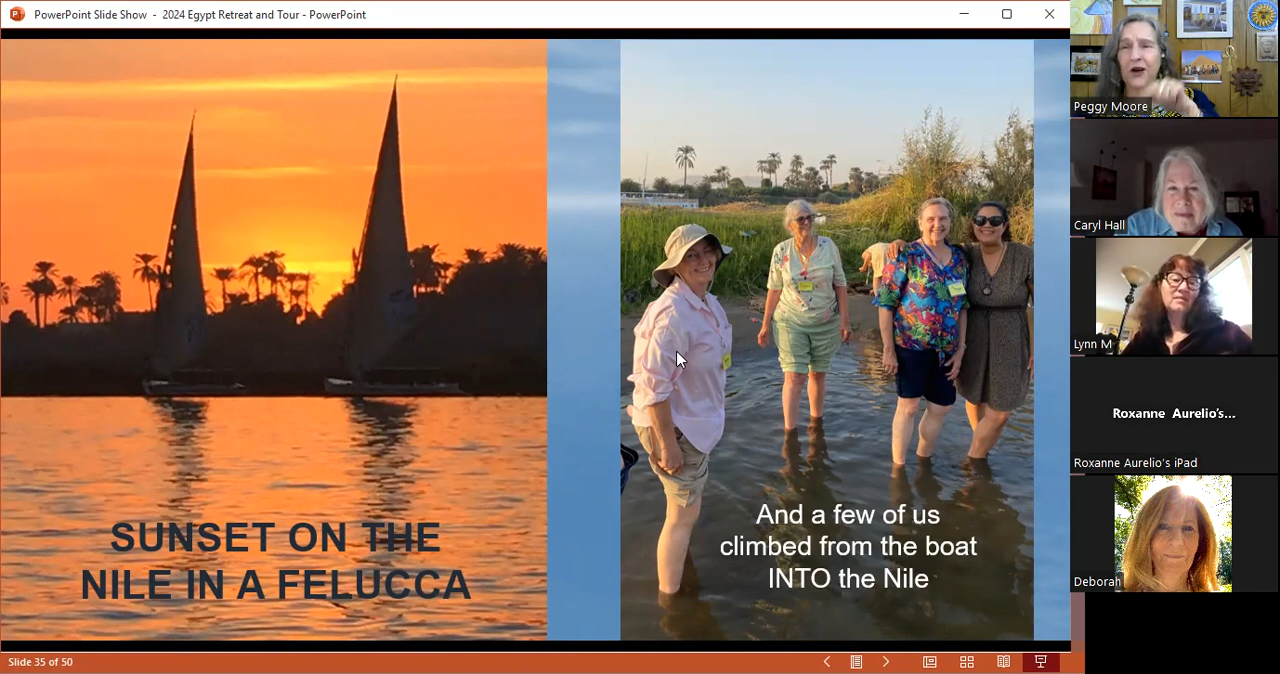 PowerPoint Slide Show - 2024 Egypt Retreat and Tour - PowerPoint
SUNSET ON THE
NILE IN A FELUCCA
And a few of us
climbed from the boat
INTO the Nile
Slide 35 of 50
Peggy Moore
Caryl Hall
Lynn M
Roxanne Aurelio's...
Roxanne Aurelio's iPad
Deborah